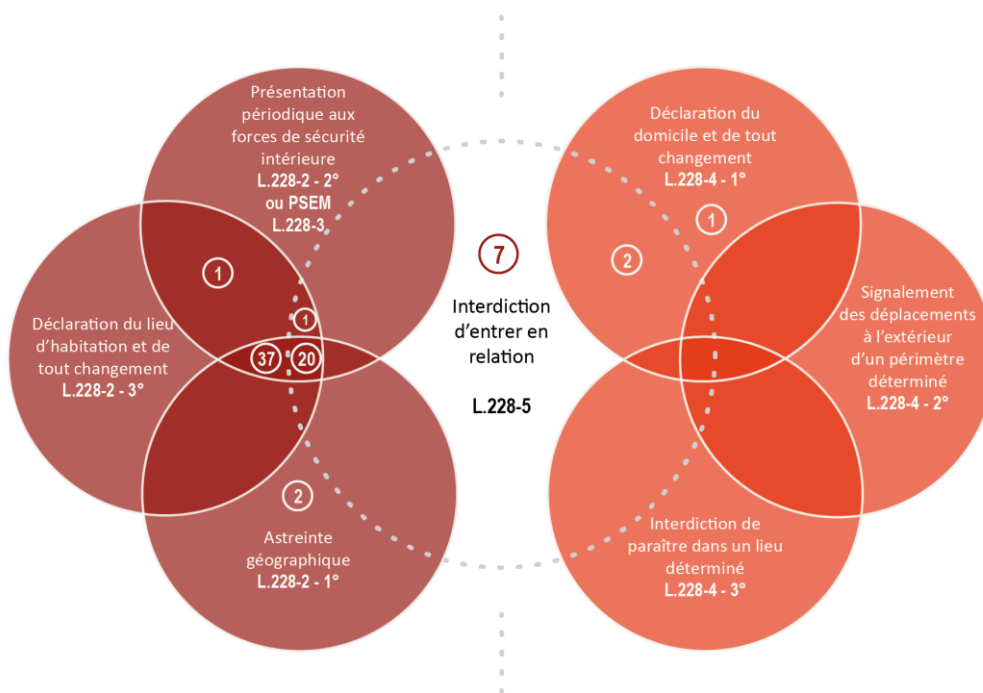 Présentation
périodique aux
forces de sécurité
intérieure
L.228-2 - 2°
ou PSEM
L.228-3
1
1
Déclaration du lieu
d'habitation et de
tout changement
L.228-2 - 3°
37
20
2
Astreinte
géographique
L.228-2 - 1°
7
Interdiction
d'entrer en
relation
L.228-5
Déclaration du
domicile et de tout
changement
L.228-4 - 1°
1
2
Signalement
des déplacements
à l'extérieur
d'un périmètre
déterminé
L.228-4 - 2°
Interdiction de
paraître dans un lieu
déterminé
L.228-4 - 3°